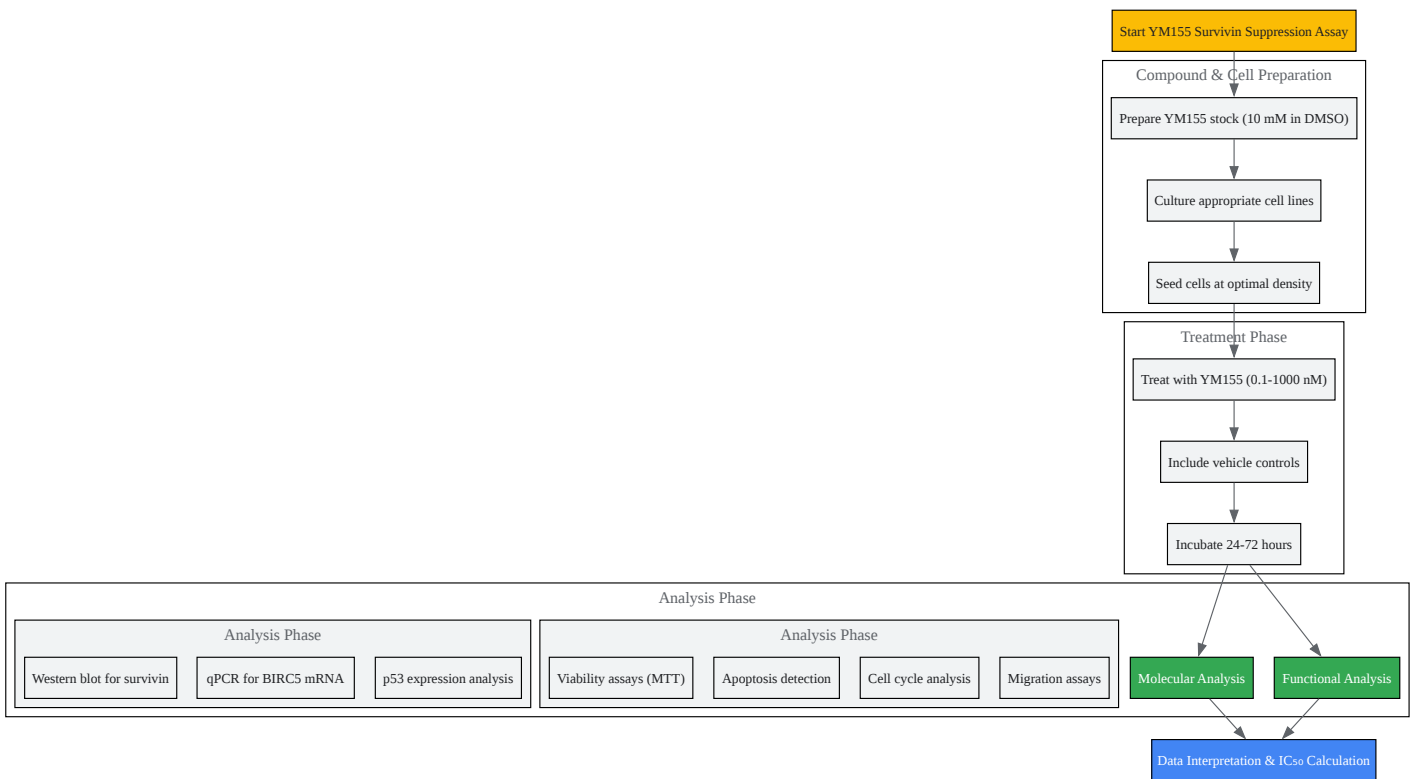 Start YM155 Survivin Suppression Assay
Compound & Cell Preparation
Prepare YM155 stock (10 mM in DMSO)
Culture appropriate cell lines
Seed cells at optimal density
Treatment Phase
Treat with YM155 (0.1-1000 nM)
Include vehicle controls
Incubate 24-72 hours
Analysis Phase
Analysis Phase
Western blot for survivin
qPCR for BIRC5 mRNA
p53 expression analysis
Analysis Phase
Viability assays (MTT)
Apoptosis detection
Cell cycle analysis
Migration assays
Molecular Analysis
Functional Analysis
Data Interpretation & IC₅₀ Calculation